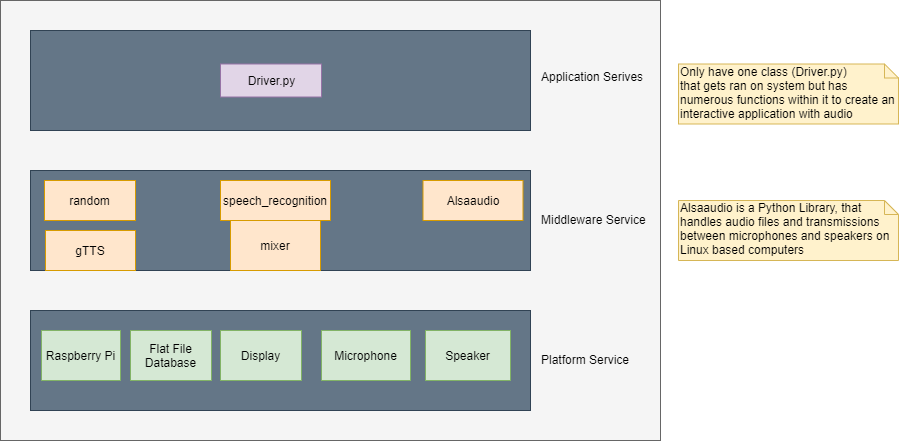 Driver.py
Application Serives
Only have one class (Driver.py)
that gets ran on system but has
numerous functions within it to create an
interactive application with audio
random
speech_recognition
Alsaaudio
gTTS
mixer
Middleware Service
Alsaaudio is a Python Library, that
handles audio files and transmissions
between microphones and speakers on
Linux based computers
Raspberry Pi
Flat File
Database
Display
Microphone
Speaker
Platform Service